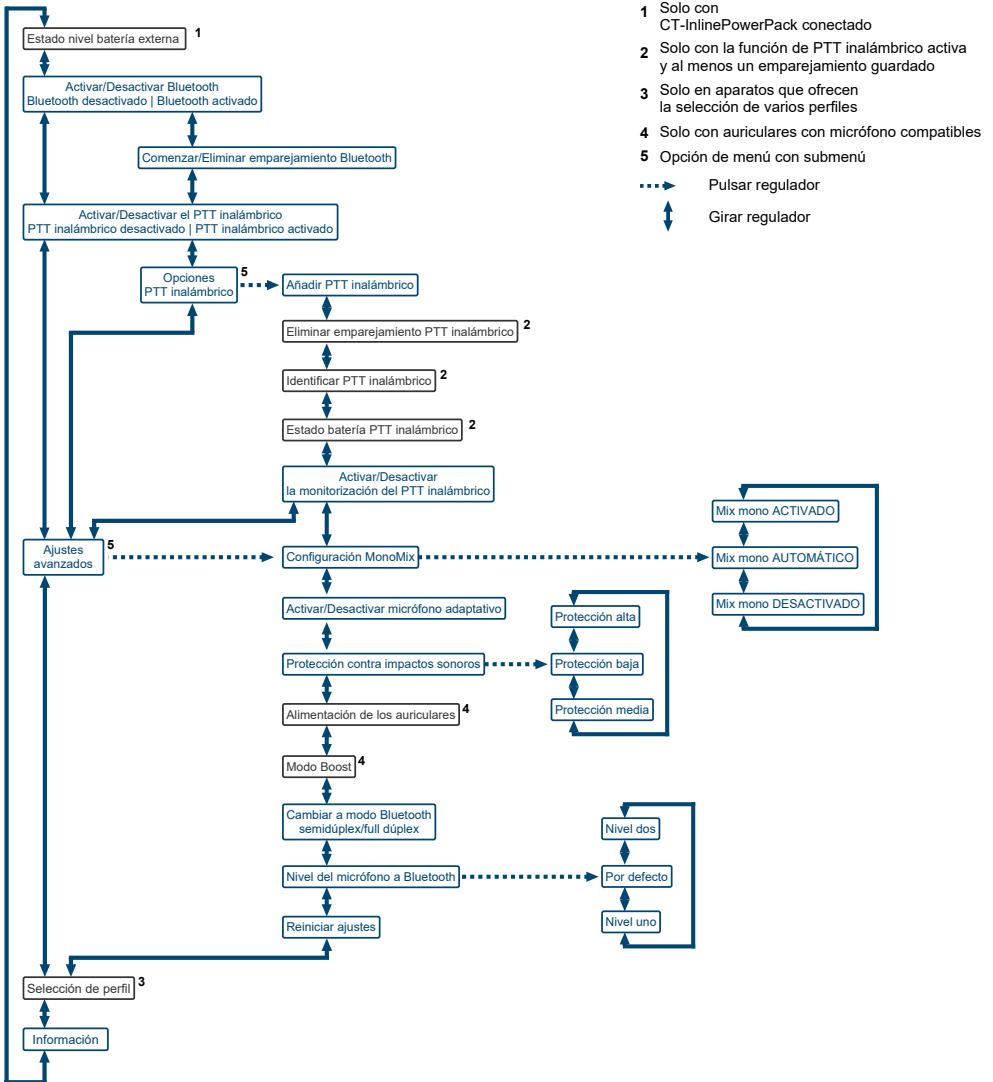 Estado nivel batería externa 1
Activar/Desactivar Bluetooth
Bluetooth desactivado | Bluetooth activado
Comenzar/Eliminar emparejamiento Bluetooth
Activar/Desactivar el PTT inalámbrico
PTT inalámbrico desactivado | PTT inalámbrico activado
Opciones
PTT inalámbrico 5
Añadir PTT inalámbrico
Eliminar emparejamiento PTT inalámbrico 2
Identificar PTT inalámbrico 2
Estado batería PTT inalámbrico 2
Activar/Desactivar
la monitorización del PTT inalámbrico
Ajustes
avanzados 5
Configuración MonoMix
Mix mono ACTIVADO
Mix mono AUTOMÁTICO
Mix mono DESACTIVADO
Activar/Desactivar micrófono adaptativo
Protección contra impactos sonoros
Protección alta
Protección baja
Protección media
Alimentación de los auriculares 4
Modo Boost 4
Cambiar a modo Bluetooth
semidúplex/full dúplex
Nivel del micrófono a Bluetooth
Nivel dos
Por defecto
Nivel uno
Reiniciar ajustes
Selección de perfil 3
Información
1 Solo con
CT-InlinePowerPack conectado
2 Solo con la función de PTT inalámbrico activa
y al menos un emparejamiento guardado
3 Solo en aparatos que ofrecen
la selección de varios perfiles
4 Solo con auriculares con micrófono compatibles
5 Opción de menú con submenú
Pulsar regulador
Girar regulador